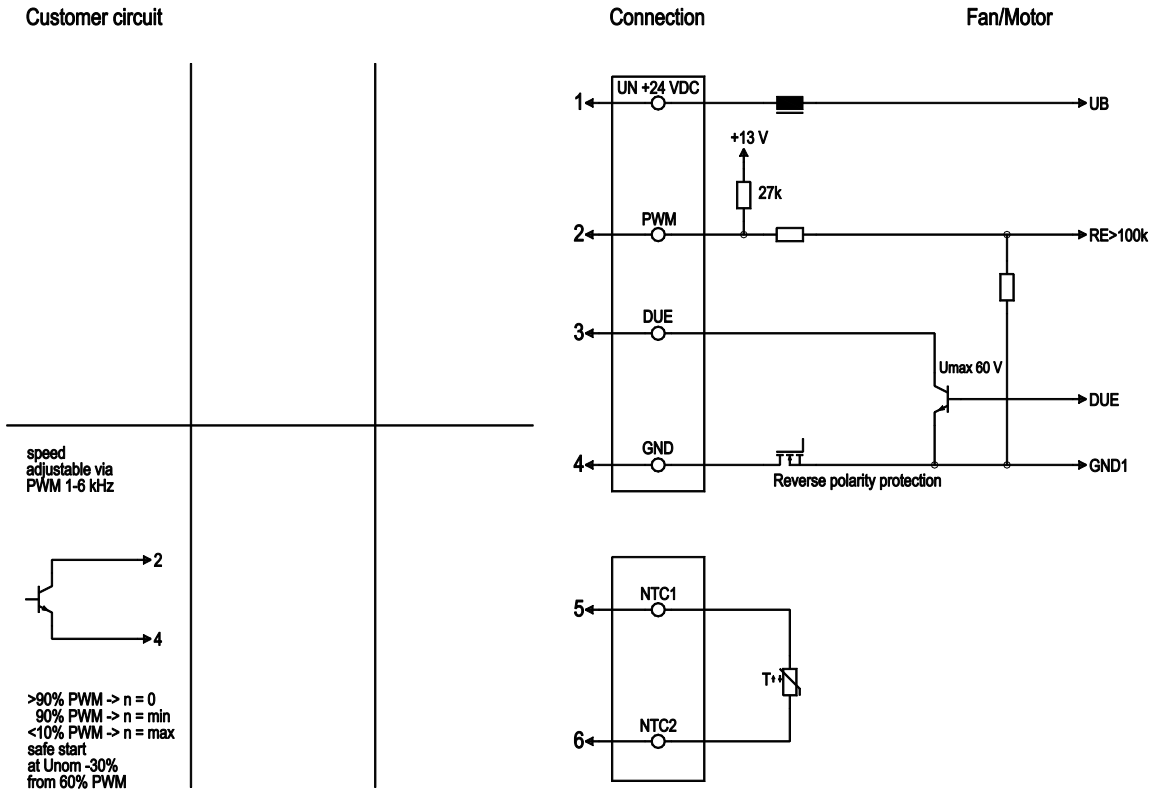 Customer circuit
Connection
Fan/Motor
UN +24 VDC
1
UB
+13 V
27k
PWM
2
RE>100k
DUE
3
Umax 60 V
DUE
GND
4
GND1
Reverse polarity protection
speed
adjustable via
PWM 1-6 kHz
2
4
NTC1
5
T
NTC2
6
>90% PWM -> n = 0
90% PWM -> n = min
<10% PWM -> n = max
safe start
at Unom -30%
from 60% PWM